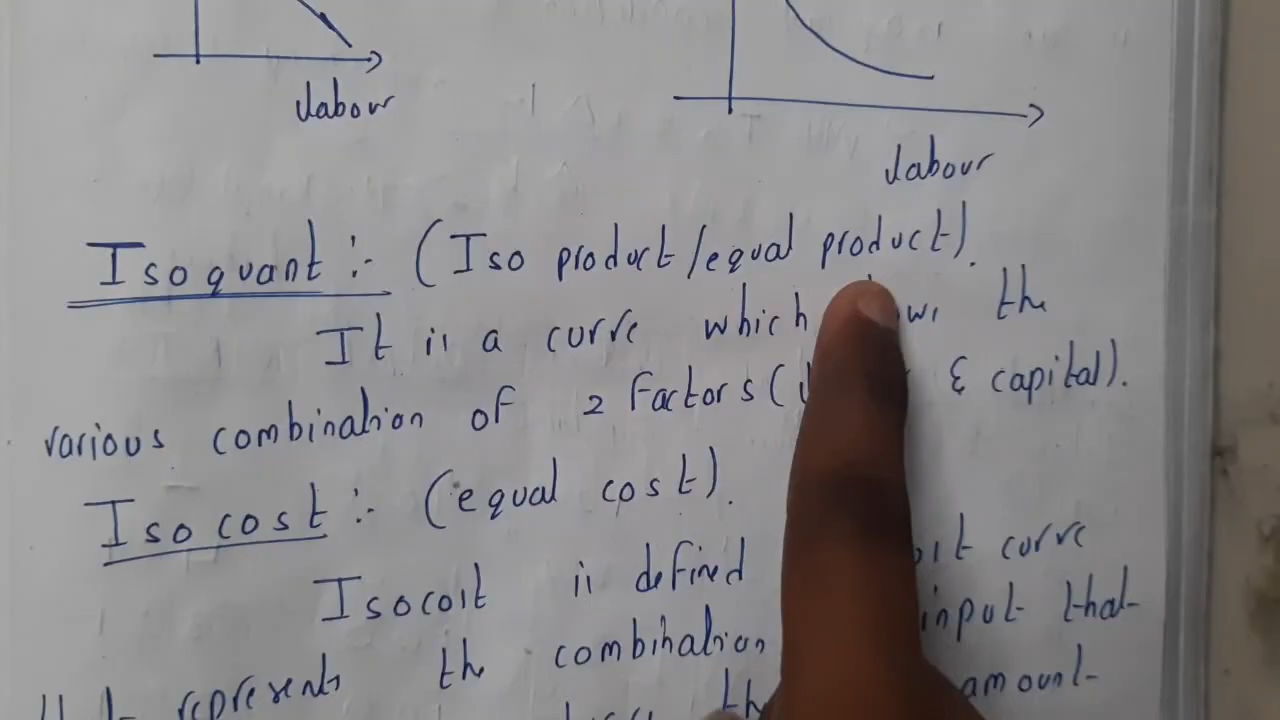 Labour
Labour
Isoquant :- (Iso product/equal product).
It is a curve which the
various combination of 2 factors ( & capital).
Isocost :- (equal cost).
Isocost is defined curve
represents the combination input that
the amount